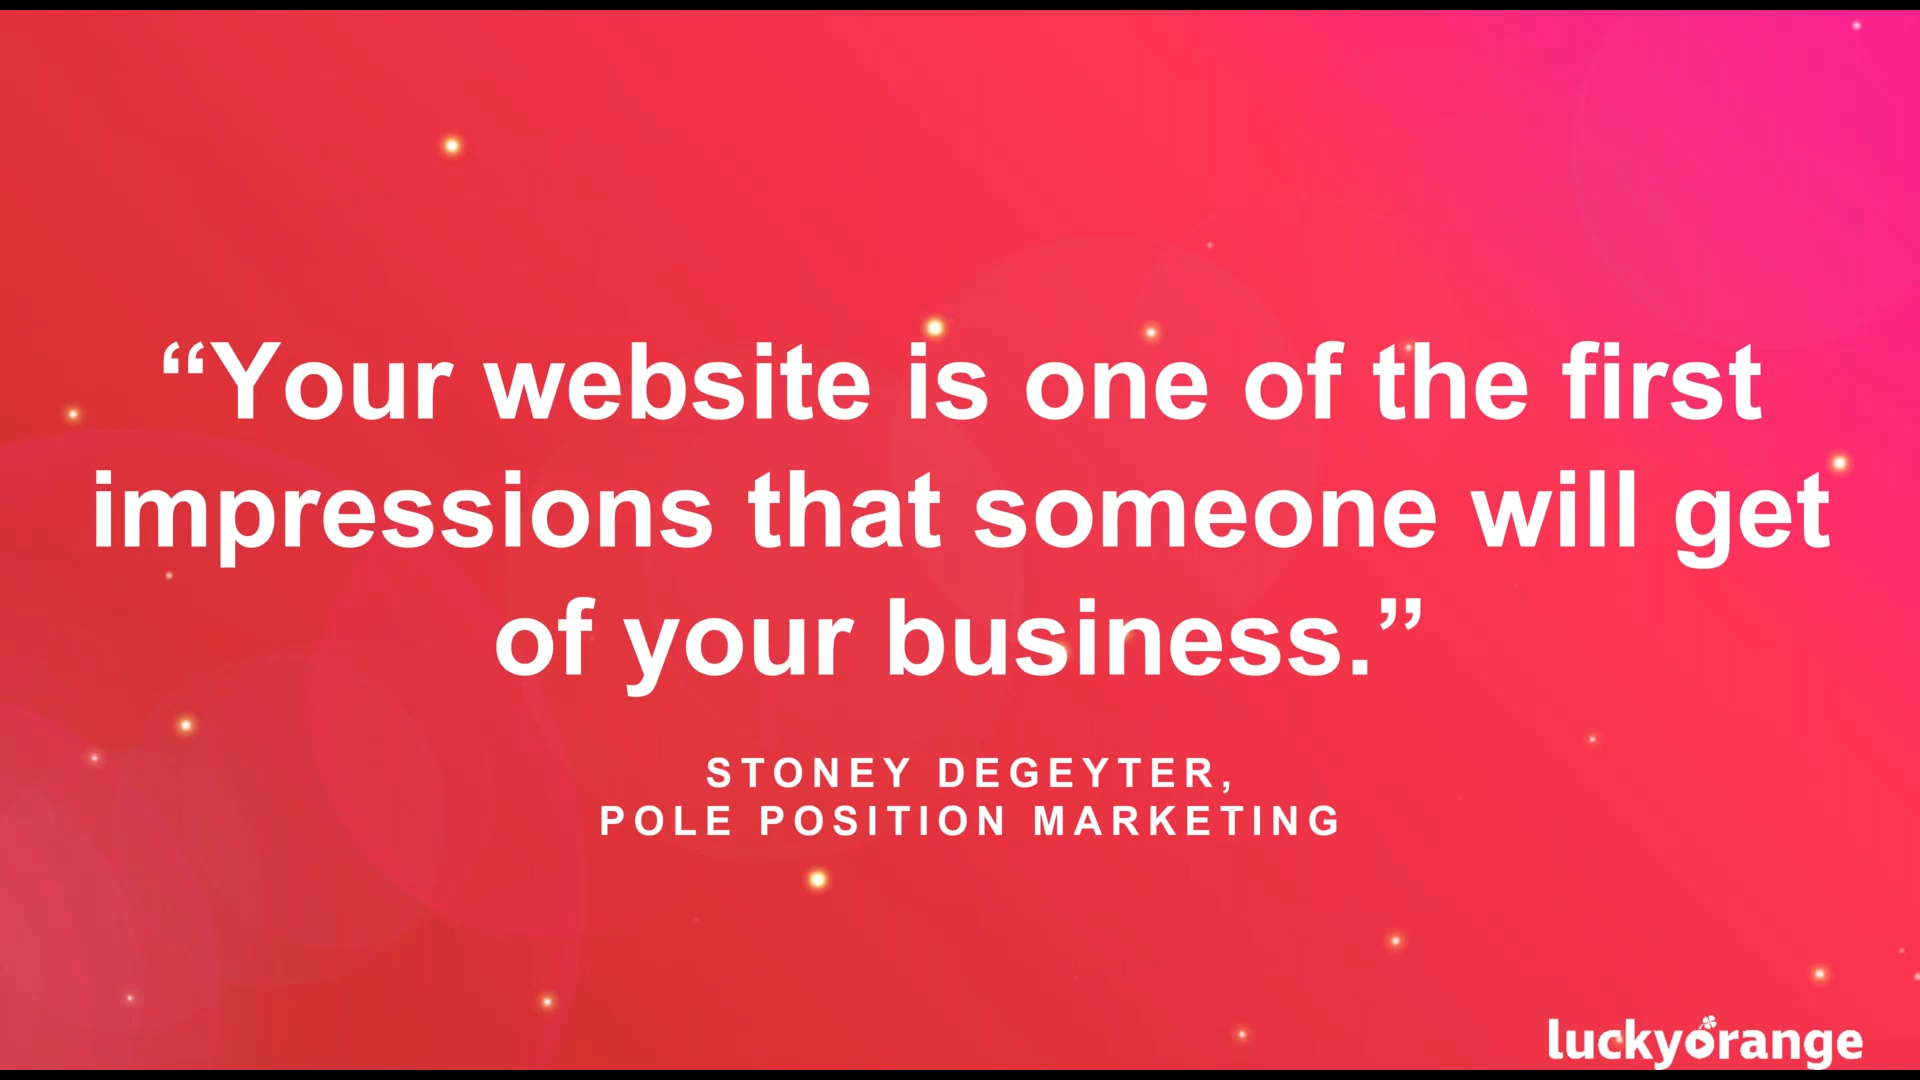 “Your website is one of the first
impressions that someone will get
of your business.”
STONEY DEGEYTER,
POLE POSITION MARKETING
luckyorange